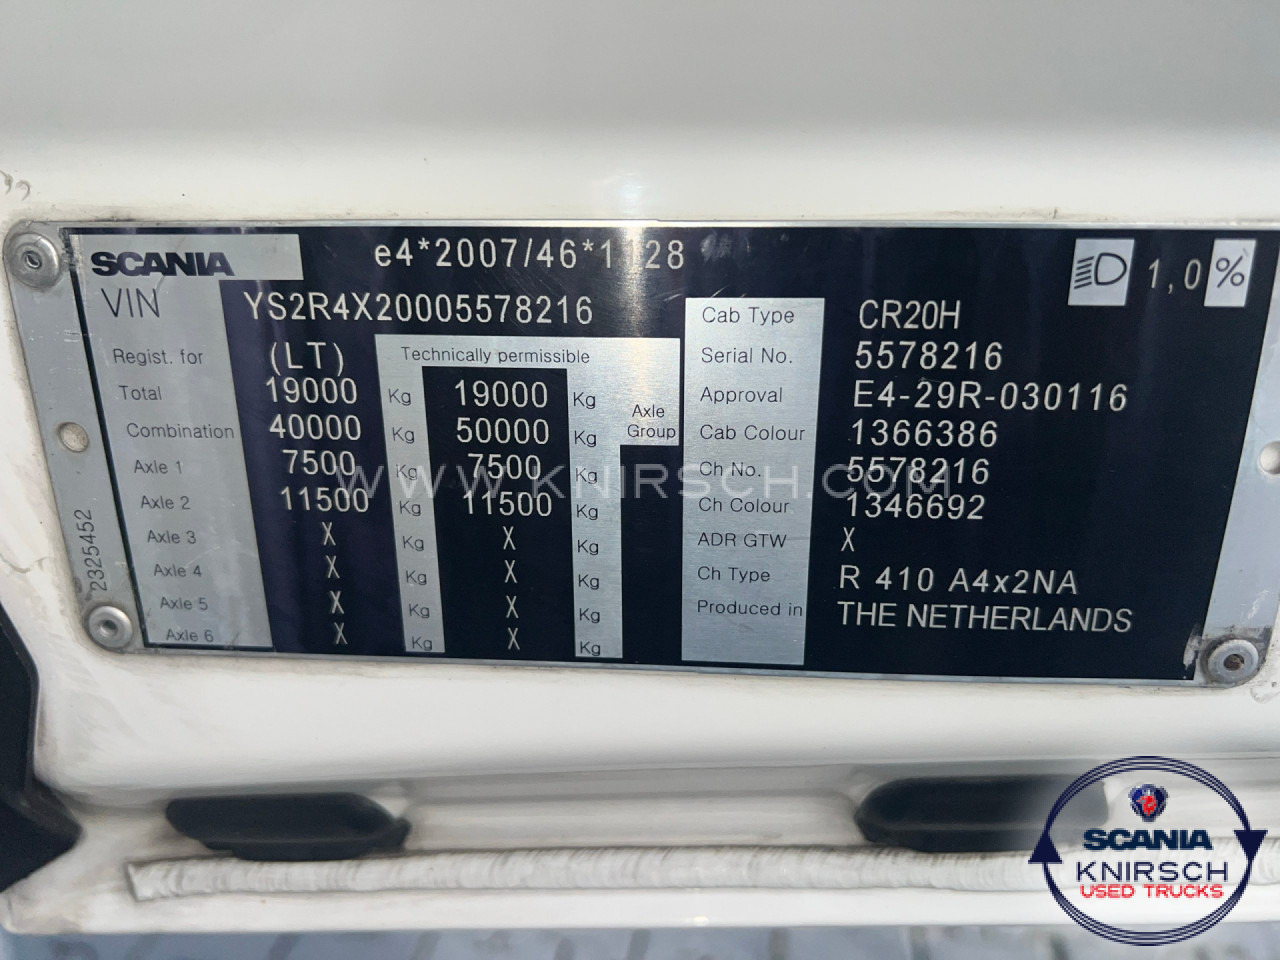 SCANIA e4*2007/46*1128 1,0 %
VIN YS2R4X20005578216
Regist. for (LT) Technically permissible
Total 19000 Kg 19000 Kg Axle Group
Combination 40000 Kg 50000 Kg
Axle 1 7500 Kg 7500 Kg
Axle 2 11500 Kg 11500 Kg
Axle 3 X Kg X Kg
Axle 4 X Kg X Kg
Axle 5 X Kg X Kg
Axle 6 X Kg X Kg
2325452
Cab Type CR20H
Serial No. 5578216
Approval E4-29R-030116
Cab Colour 1366386
Ch No. 5578216
Ch Colour 1346692
ADR GTW X
Ch Type R 410 A4x2NA
Produced in THE NETHERLANDS
WWW.KNIRSCH.COM
SCANIA
KNIRSCH
USED TRUCKS